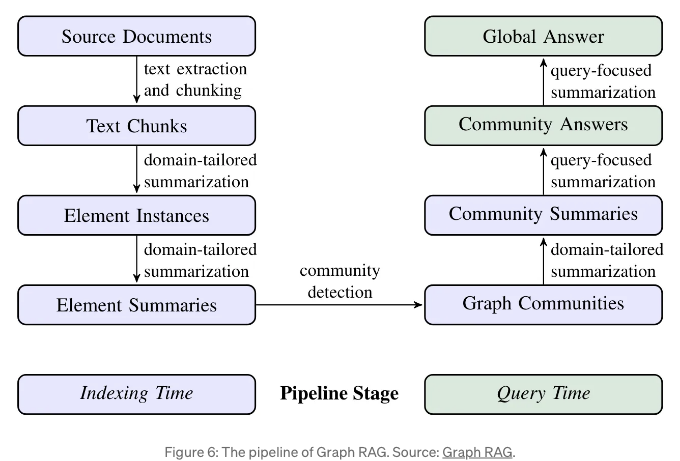 Source Documents
text extraction
and chunking
Text Chunks
domain-tailored
summarization
Element Instances
domain-tailored
summarization
Element Summaries
community
detection
Global Answer
query-focused
summarization
Community Answers
query-focused
summarization
Community Summaries
domain-tailored
summarization
Graph Communities
Indexing Time
Pipeline Stage
Query Time
Figure 6: The pipeline of Graph RAG. Source: Graph RAG.